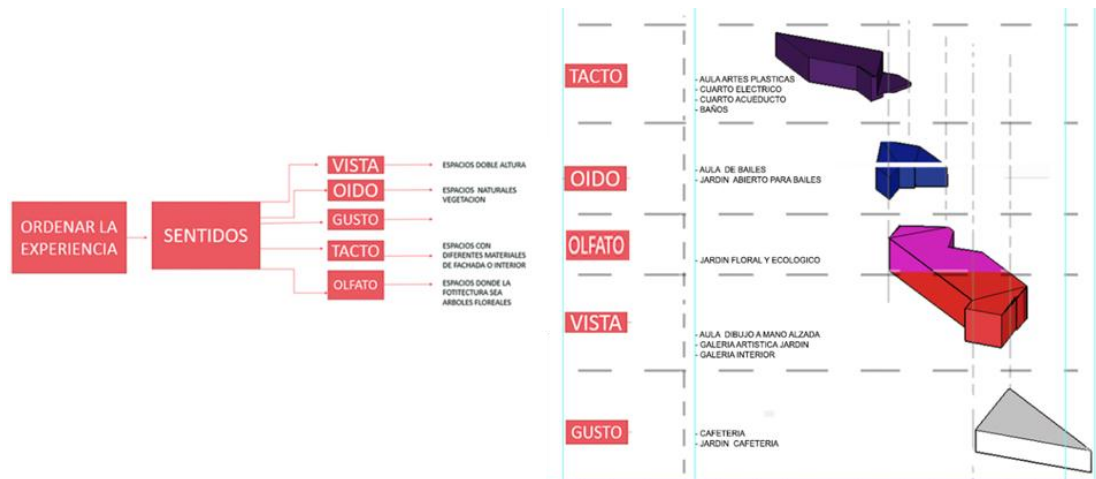 ORDENAR LA
EXPERIENCIA
SENTIDOS
VISTA
ESPACIOS DOBLE ALTURA
OIDO
ESPACIOS NATURALES
VEGETACION
GUSTO
TACTO
ESPACIOS CON
DIFERENTES MATERIALES
DE FACHADA O INTERIOR
OLFATO
ESPACIOS DONDE LA
FOTITECTURA SEA
ARBOLES FLOREALES
TACTO
- AULA ARTES PLASTICAS
- CUARTO ELECTRICO
- CUARTO ACUEDUCTO
- BAÑOS
OIDO
- AULA DE BAILES
- JARDIN ABIERTO PARA BAILES
OLFATO
- JARDIN FLORAL Y ECOLOGICO
VISTA
- AULA DIBUJO A MANO ALZADA
- GALERIA ARTISTICA JARDIN
- GALERIA INTERIOR
GUSTO
- CAFETERIA
- JARDIN CAFETERIA